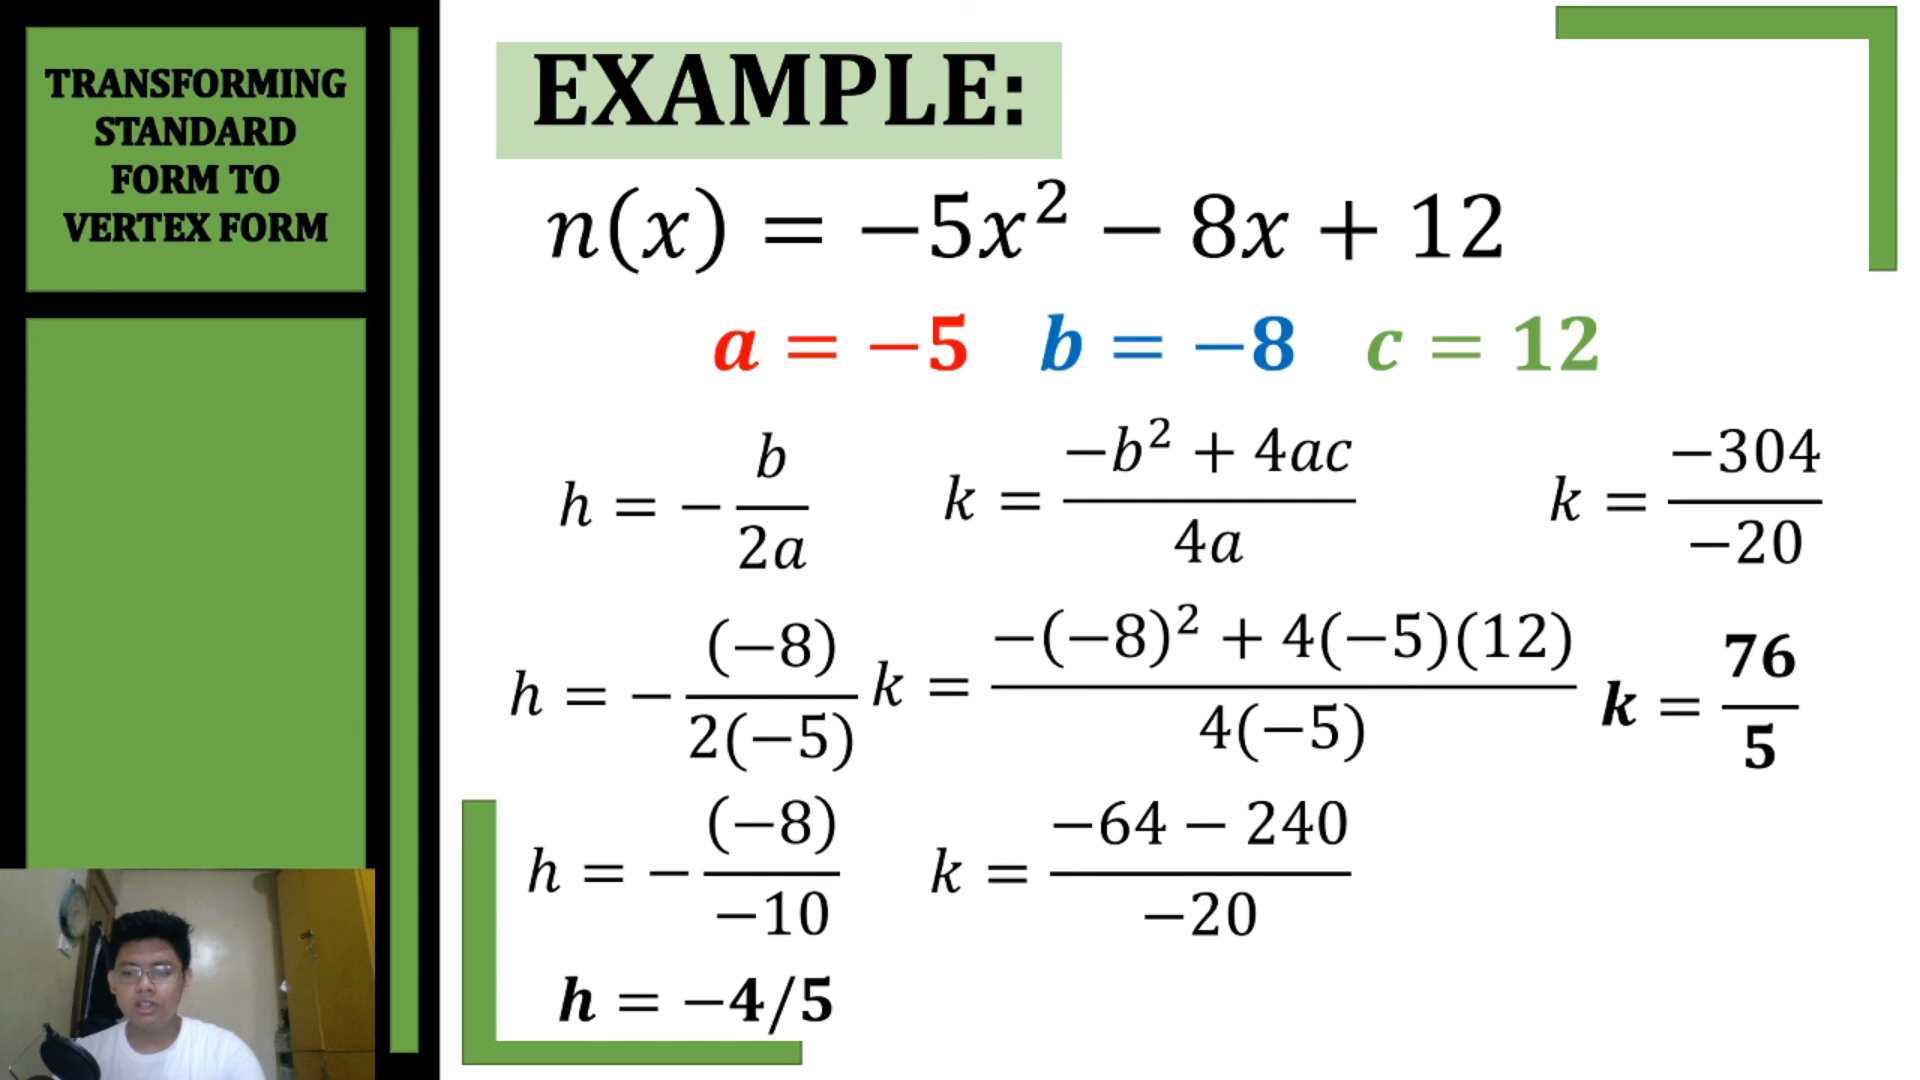 TRANSFORMING
STANDARD
FORM TO
VERTEX FORM
EXAMPLE:
n(x) = −5x² − 8x + 12
a = −5 b = −8 c = 12
h = − b/2a
k = (−b² + 4ac)/4a
k = −304/−20
h = − (−8)/2(−5)
k = (−(−8)² + 4(−5)(12))/4(−5)
k = 76/5
h = − (−8)/−10
k = (−64 − 240)/−20
h = −4/5